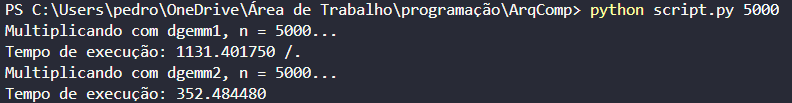 PS C:\Users\pedro\OneDrive\Área de Trabalho\programação\ArqComp> python script.py 5000
Multiplicando com dgemm1, n = 5000...
Tempo de execução: 1131.401750 /.
Multiplicando com dgemm2, n = 5000...
Tempo de execução: 352.484480